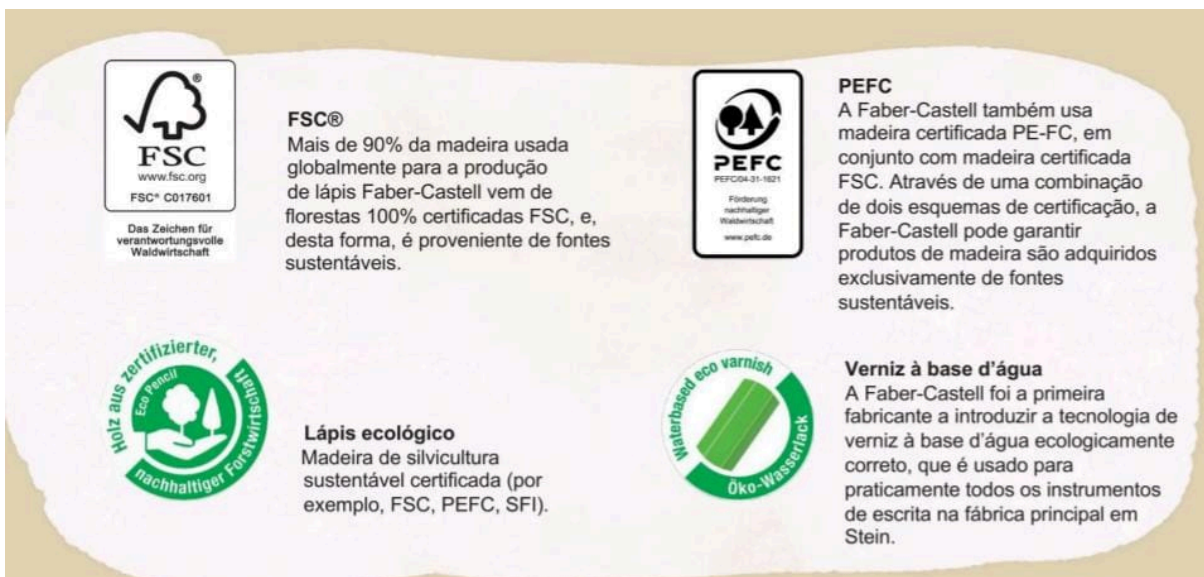 FSC
www.fsc.org
FSC® C017601
Das Zeichen für
verantwortungsvolle
Waldwirtschaft
FSC®
Mais de 90% da madeira usada
globalmente para a produção
de lápis Faber-Castell vem de
florestas 100% certificadas FSC, e,
desta forma, é proveniente de fontes
sustentáveis.
PEFC
PEFC/04-31-1621
Förderung
nachhaltiger
Waldwirtschaft
www.pefc.de
PEFC
A Faber-Castell também usa
madeira certificada PE-FC, em
conjunto com madeira certificada
FSC. Através de uma combinação
de dois esquemas de certificação, a
Faber-Castell pode garantir
produtos de madeira são adquiridos
exclusivamente de fontes
sustentáveis.
Holz aus zertifizierter,
nachhaltiger Forstwirtschaft
Eco Pencil
Lápis ecológico
Madeira de silvicultura
sustentável certificada (por
exemplo, FSC, PEFC, SFI).
Waterbased eco varnish
Öko-Wasserlack
Verniz à base d’água
A Faber-Castell foi a primeira
fabricante a introduzir a tecnologia de
verniz à base d’água ecologicamente
correto, que é usado para
praticamente todos os instrumentos
de escrita na fábrica principal em
Stein.